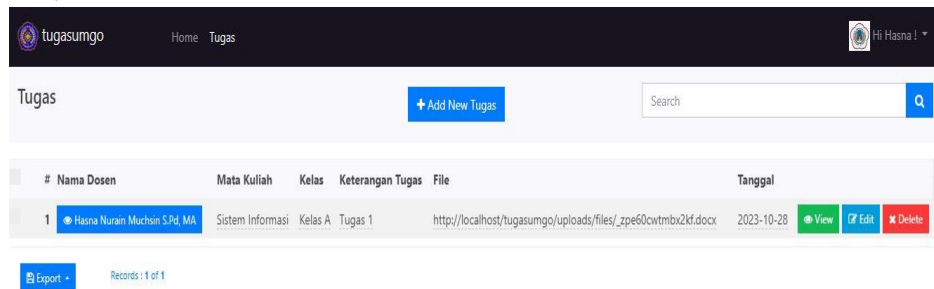 tugasumgo Home Tugas Hi Hasna !
Tugas
+ Add New Tugas
Search
# Nama Dosen Mata Kuliah Kelas Keterangan Tugas File Tanggal
1 Hasna Nurain Muchsin S.Pd, MA Sistem Informasi Kelas A Tugas 1 http://localhost/tugasumgo/uploads/files/_zpe60cwtmbx2kf.docx 2023-10-28 View Edit Delete
Export Records : 1 of 1